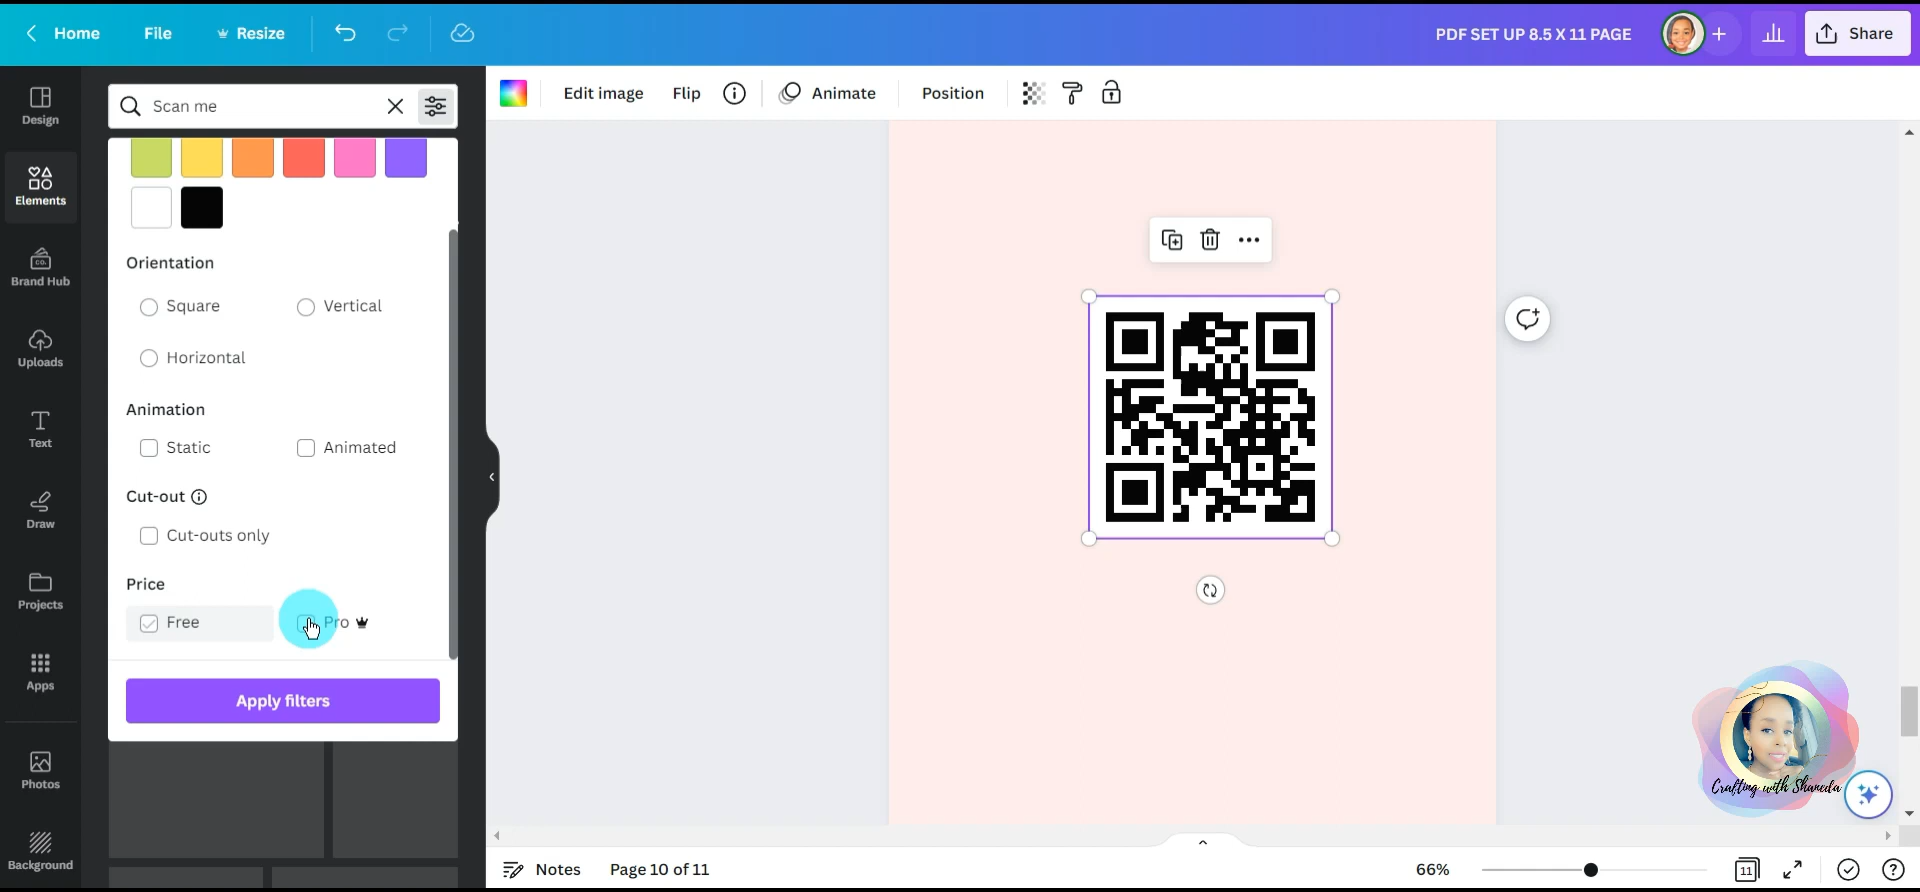 Home File Resize PDF SET UP 8.5 X 11 PAGE Share
Scan me
Edit image Flip Animate Position
Design
Elements
Brand Hub
CO.
Uploads
Text
Draw
Projects
Apps
Photos
Background
Orientation
Square Vertical
Horizontal
Animation
Static Animated
Cut-out
Cut-outs only
Price
Free Pro
Apply filters
Crafting with Shaneda
Notes Page 10 of 11 66% 11